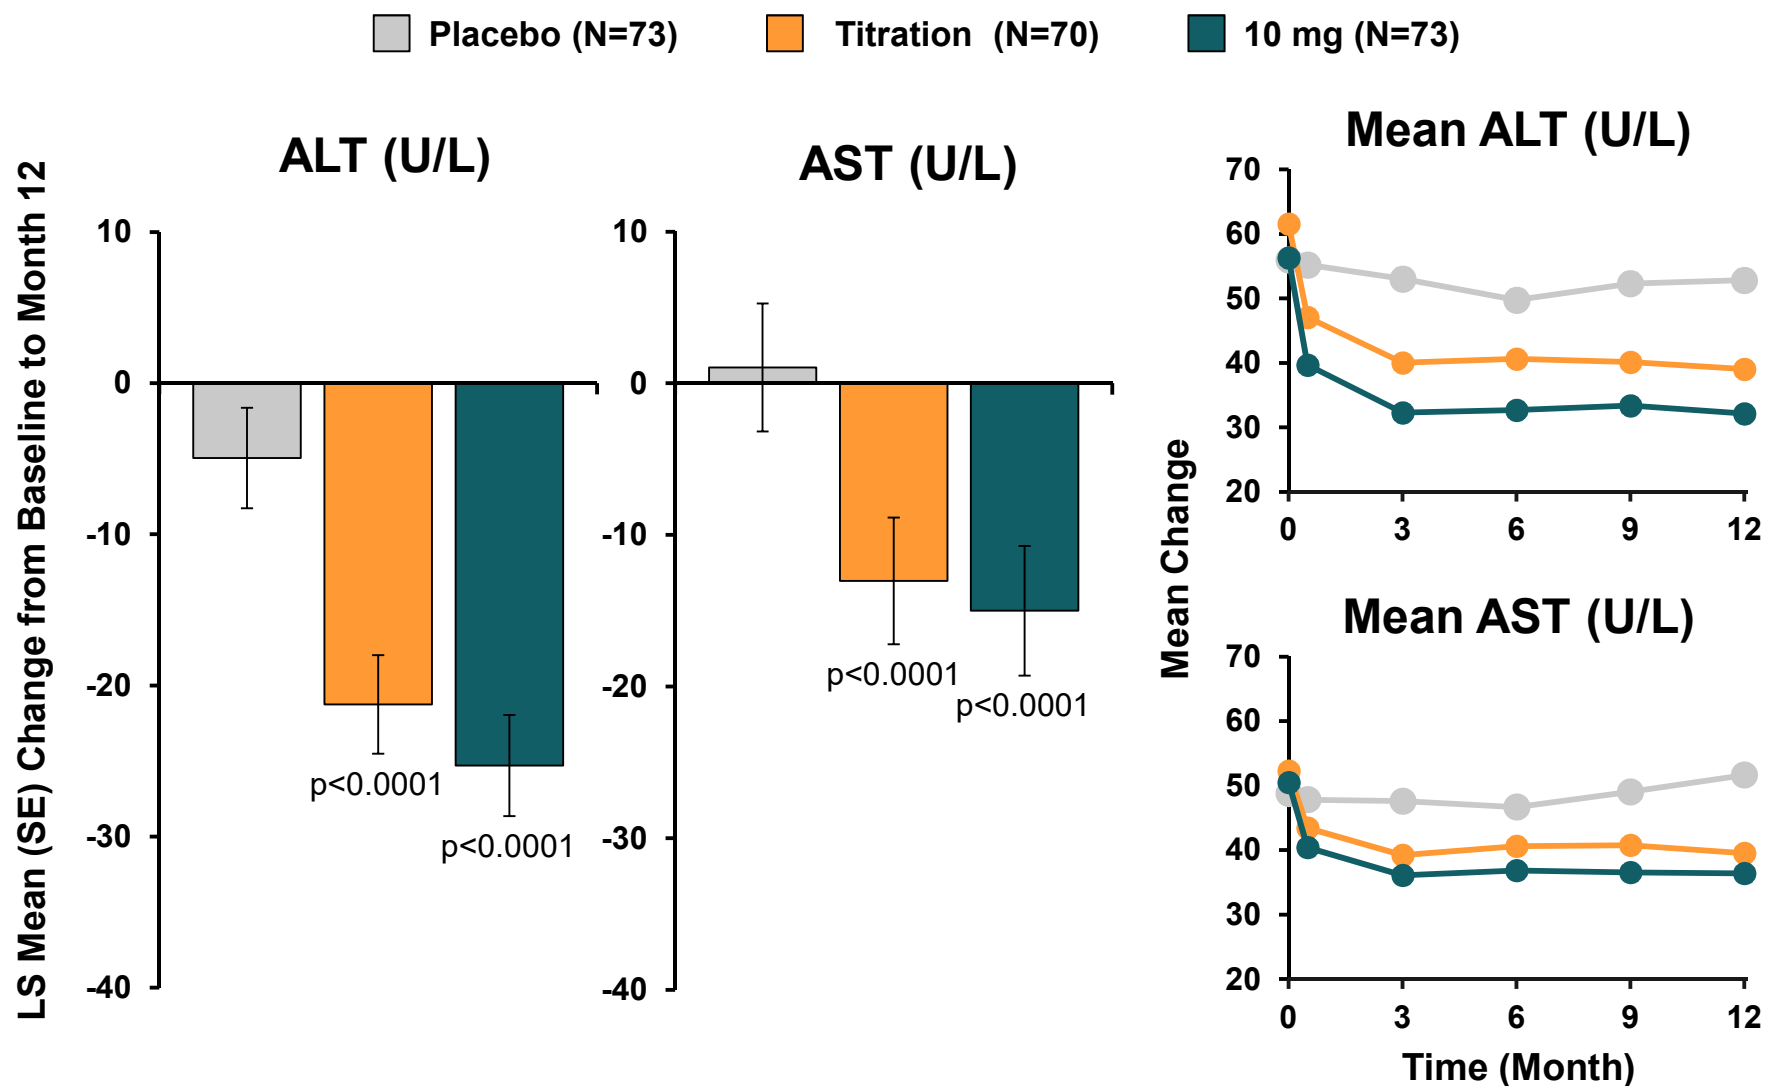 Placebo (N=73)
Titration (N=70)
10 mg (N=73)
LS Mean (SE) Change from Baseline to Month 12
ALT (U/L)
10
0
-10
-20
-30
-40
p<0.0001
p<0.0001
AST (U/L)
10
0
-10
-20
-30
-40
p<0.0001
p<0.0001
Mean Change
Mean ALT (U/L)
70
60
50
40
30
20
0 3 6 9 12
Mean AST (U/L)
70
60
50
40
30
20
0 3 6 9 12
Time (Month)